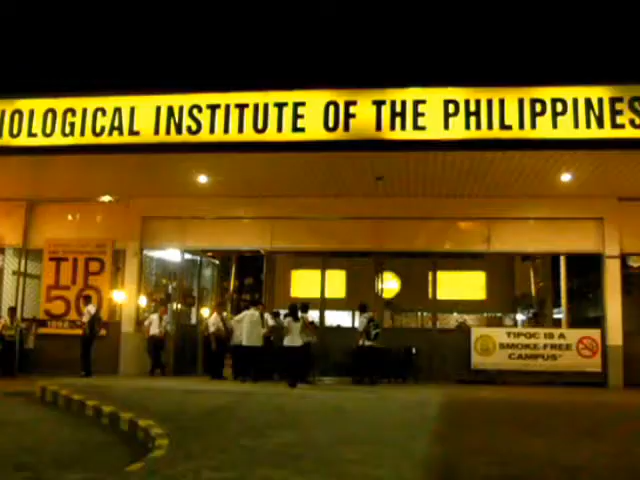 NOLOGICAL INSTITUTE OF THE PHILIPPINES
TIP
50
TIPQC IS A
SMOKE-FREE
CAMPUS